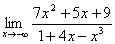 lim x→-∞ (7x² + 5x + 9)/(1 + 4x − x³)